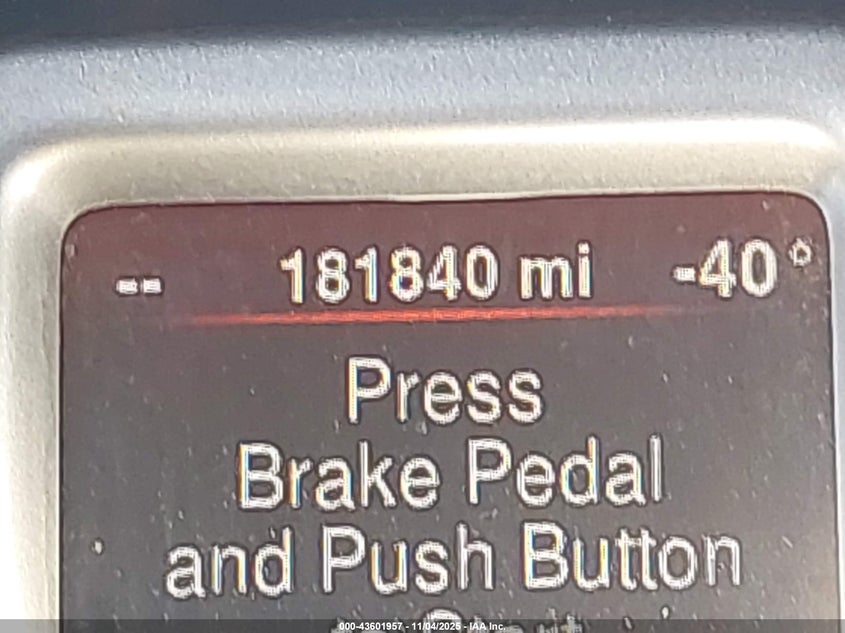 -- 181840 mi -40°
Press
Brake Pedal
and Push Button
000-43601957 - 11/04/2025 - IAA Inc.